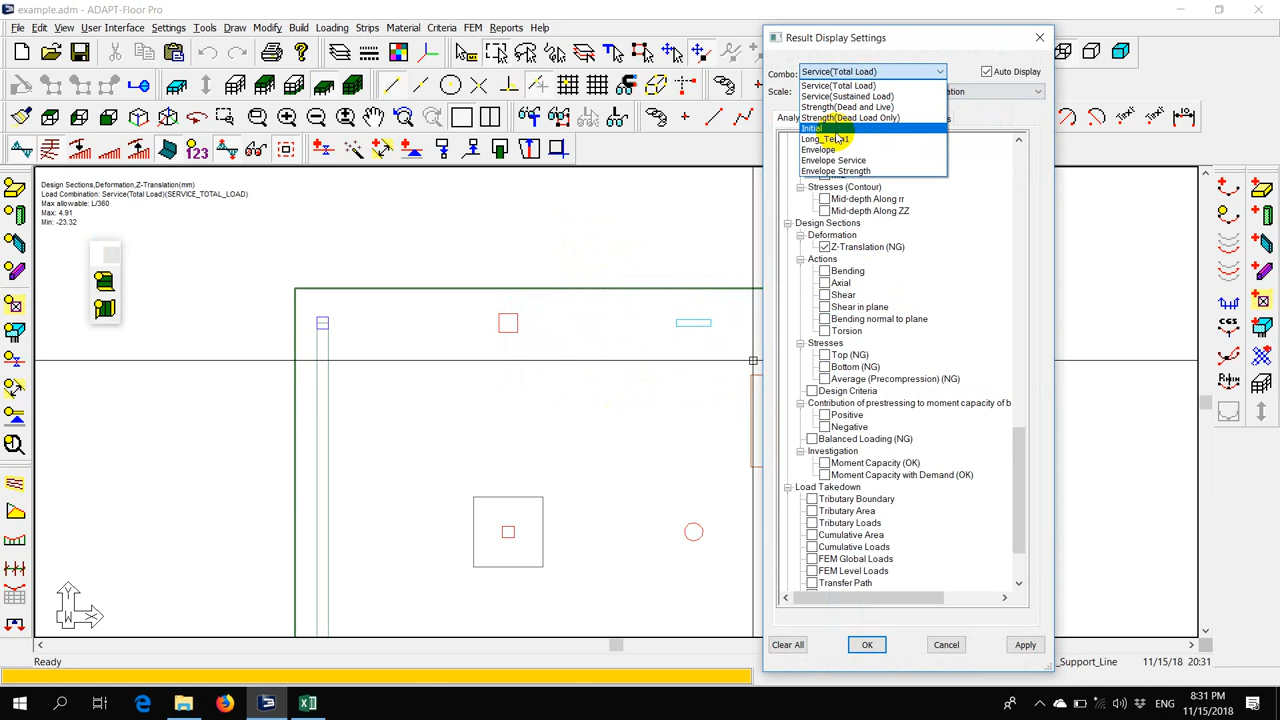 example.adm - ADAPT-Floor Pro
File Edit View User Interface Settings Tools Draw Modify Build Loading Strips Material Criteria FEM Reports Help
Design Sections,Deformation,Z-Translation(mm)
Load Combination: Service(Total Load)(SERVICE_TOTAL_LOAD)
Max allowable: L/360
Max: 4.91
Min: -23.32
Result Display Settings
Combo: Service(Total Load)
Auto Display
Service(Total Load)
Service(Sustained Load)
Strength(Dead and Live)
Strength(Dead Load Only)
Initial
Envelope
Envelope Service
Envelope Strength
Scale:
Stresses (Contour)
Mid-depth Along rr
Mid-depth Along ZZ
Design Sections
Deformation
Z-Translation (NG)
Actions
Bending
Axial
Shear
Shear in plane
Bending normal to plane
Torsion
Stresses
Top (NG)
Bottom (NG)
Average (Precompression) (NG)
Design Criteria
Contribution of prestressing to moment capacity of b
Positive
Negative
Balanced Loading (NG)
Investigation
Moment Capacity (OK)
Moment Capacity with Demand (OK)
Load Takedown
Tributary Boundary
Tributary Area
Tributary Loads
Cumulative Area
Cumulative Loads
FEM Global Loads
FEM Level Loads
Transfer Path
Clear All OK Cancel Apply
Y
W X
Ready
_Support_Line 11/15/18 20:31
ENG
8:31 PM
11/15/2018